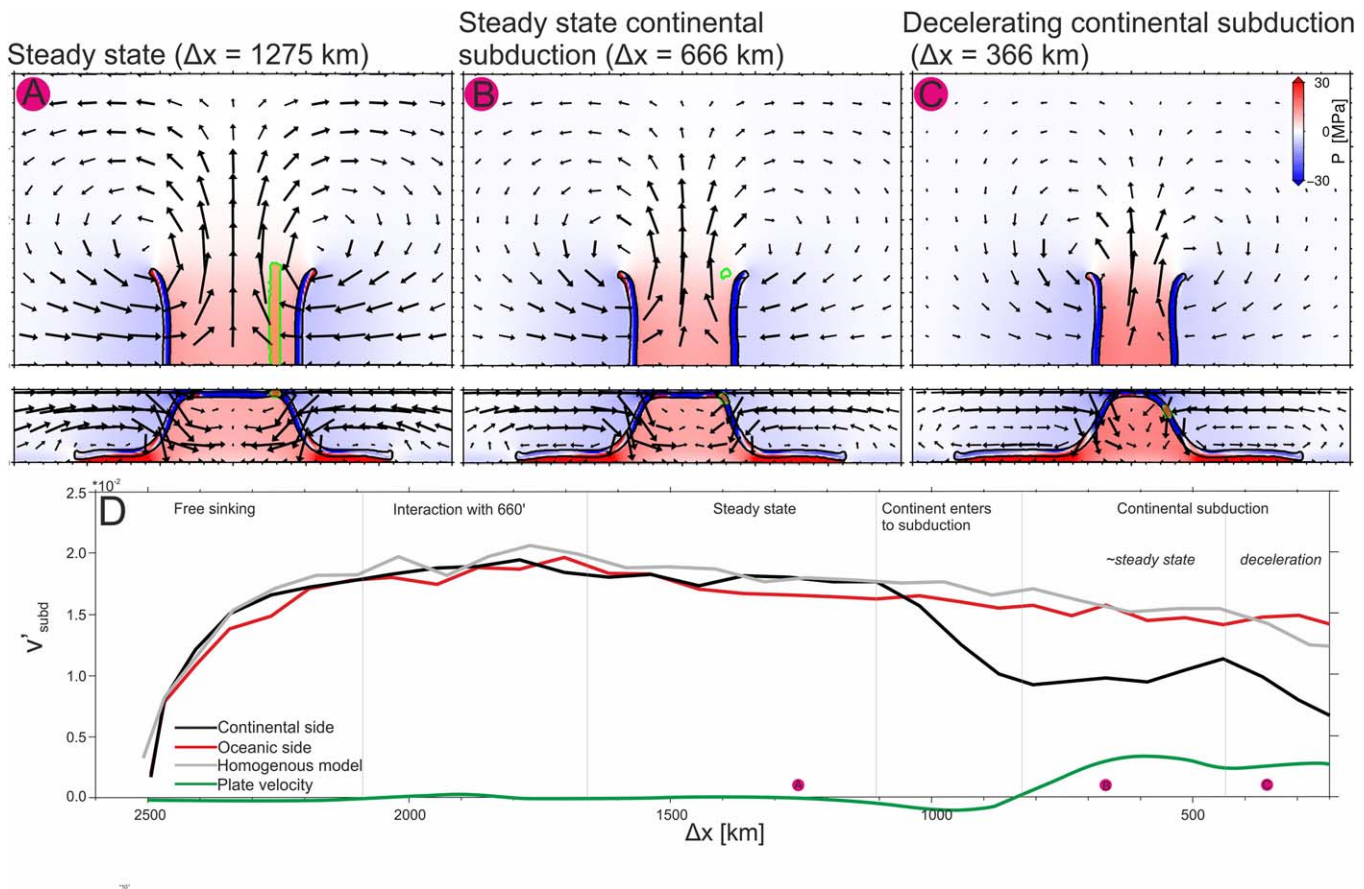 Steady state (Δx = 1275 km)
Steady state continental
subduction (Δx = 666 km)
Decelerating continental subduction
(Δx = 366 km)
A
B
C
30
0
-30
P [MPa]
D
*10⁻²
2.5
2.0
1.5
1.0
0.5
0.0
v'subd
Free sinking
Interaction with 660'
Steady state
Continent enters
to subduction
Continental subduction
~steady state
deceleration
Continental side
Oceanic side
Homogenous model
Plate velocity
A
B
C
2500
2000
1500
1000
500
Δx [km]